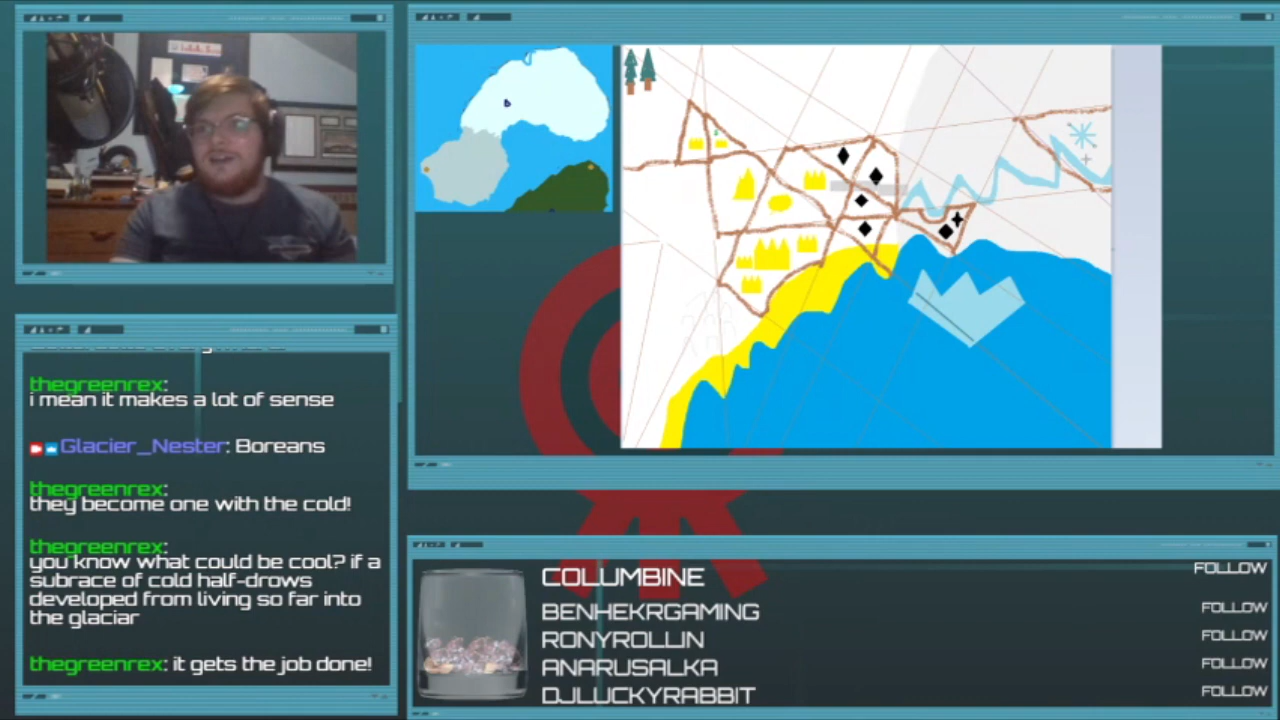 thegreenrex:
i mean it makes a lot of sense
Glacier_Nester: Boreans
thegreenrex:
they become one with the cold!
thegreenrex:
you know what could be cool? if a
subrace of cold half-drows
developed from living so far into
the glaciar
thegreenrex: it gets the job done!
COLUMBINE FOLLOW
BENHEKRGAMING FOLLOW
RONYROLLIN FOLLOW
ANARUSALKA FOLLOW
DJLUCKYRABBIT FOLLOW